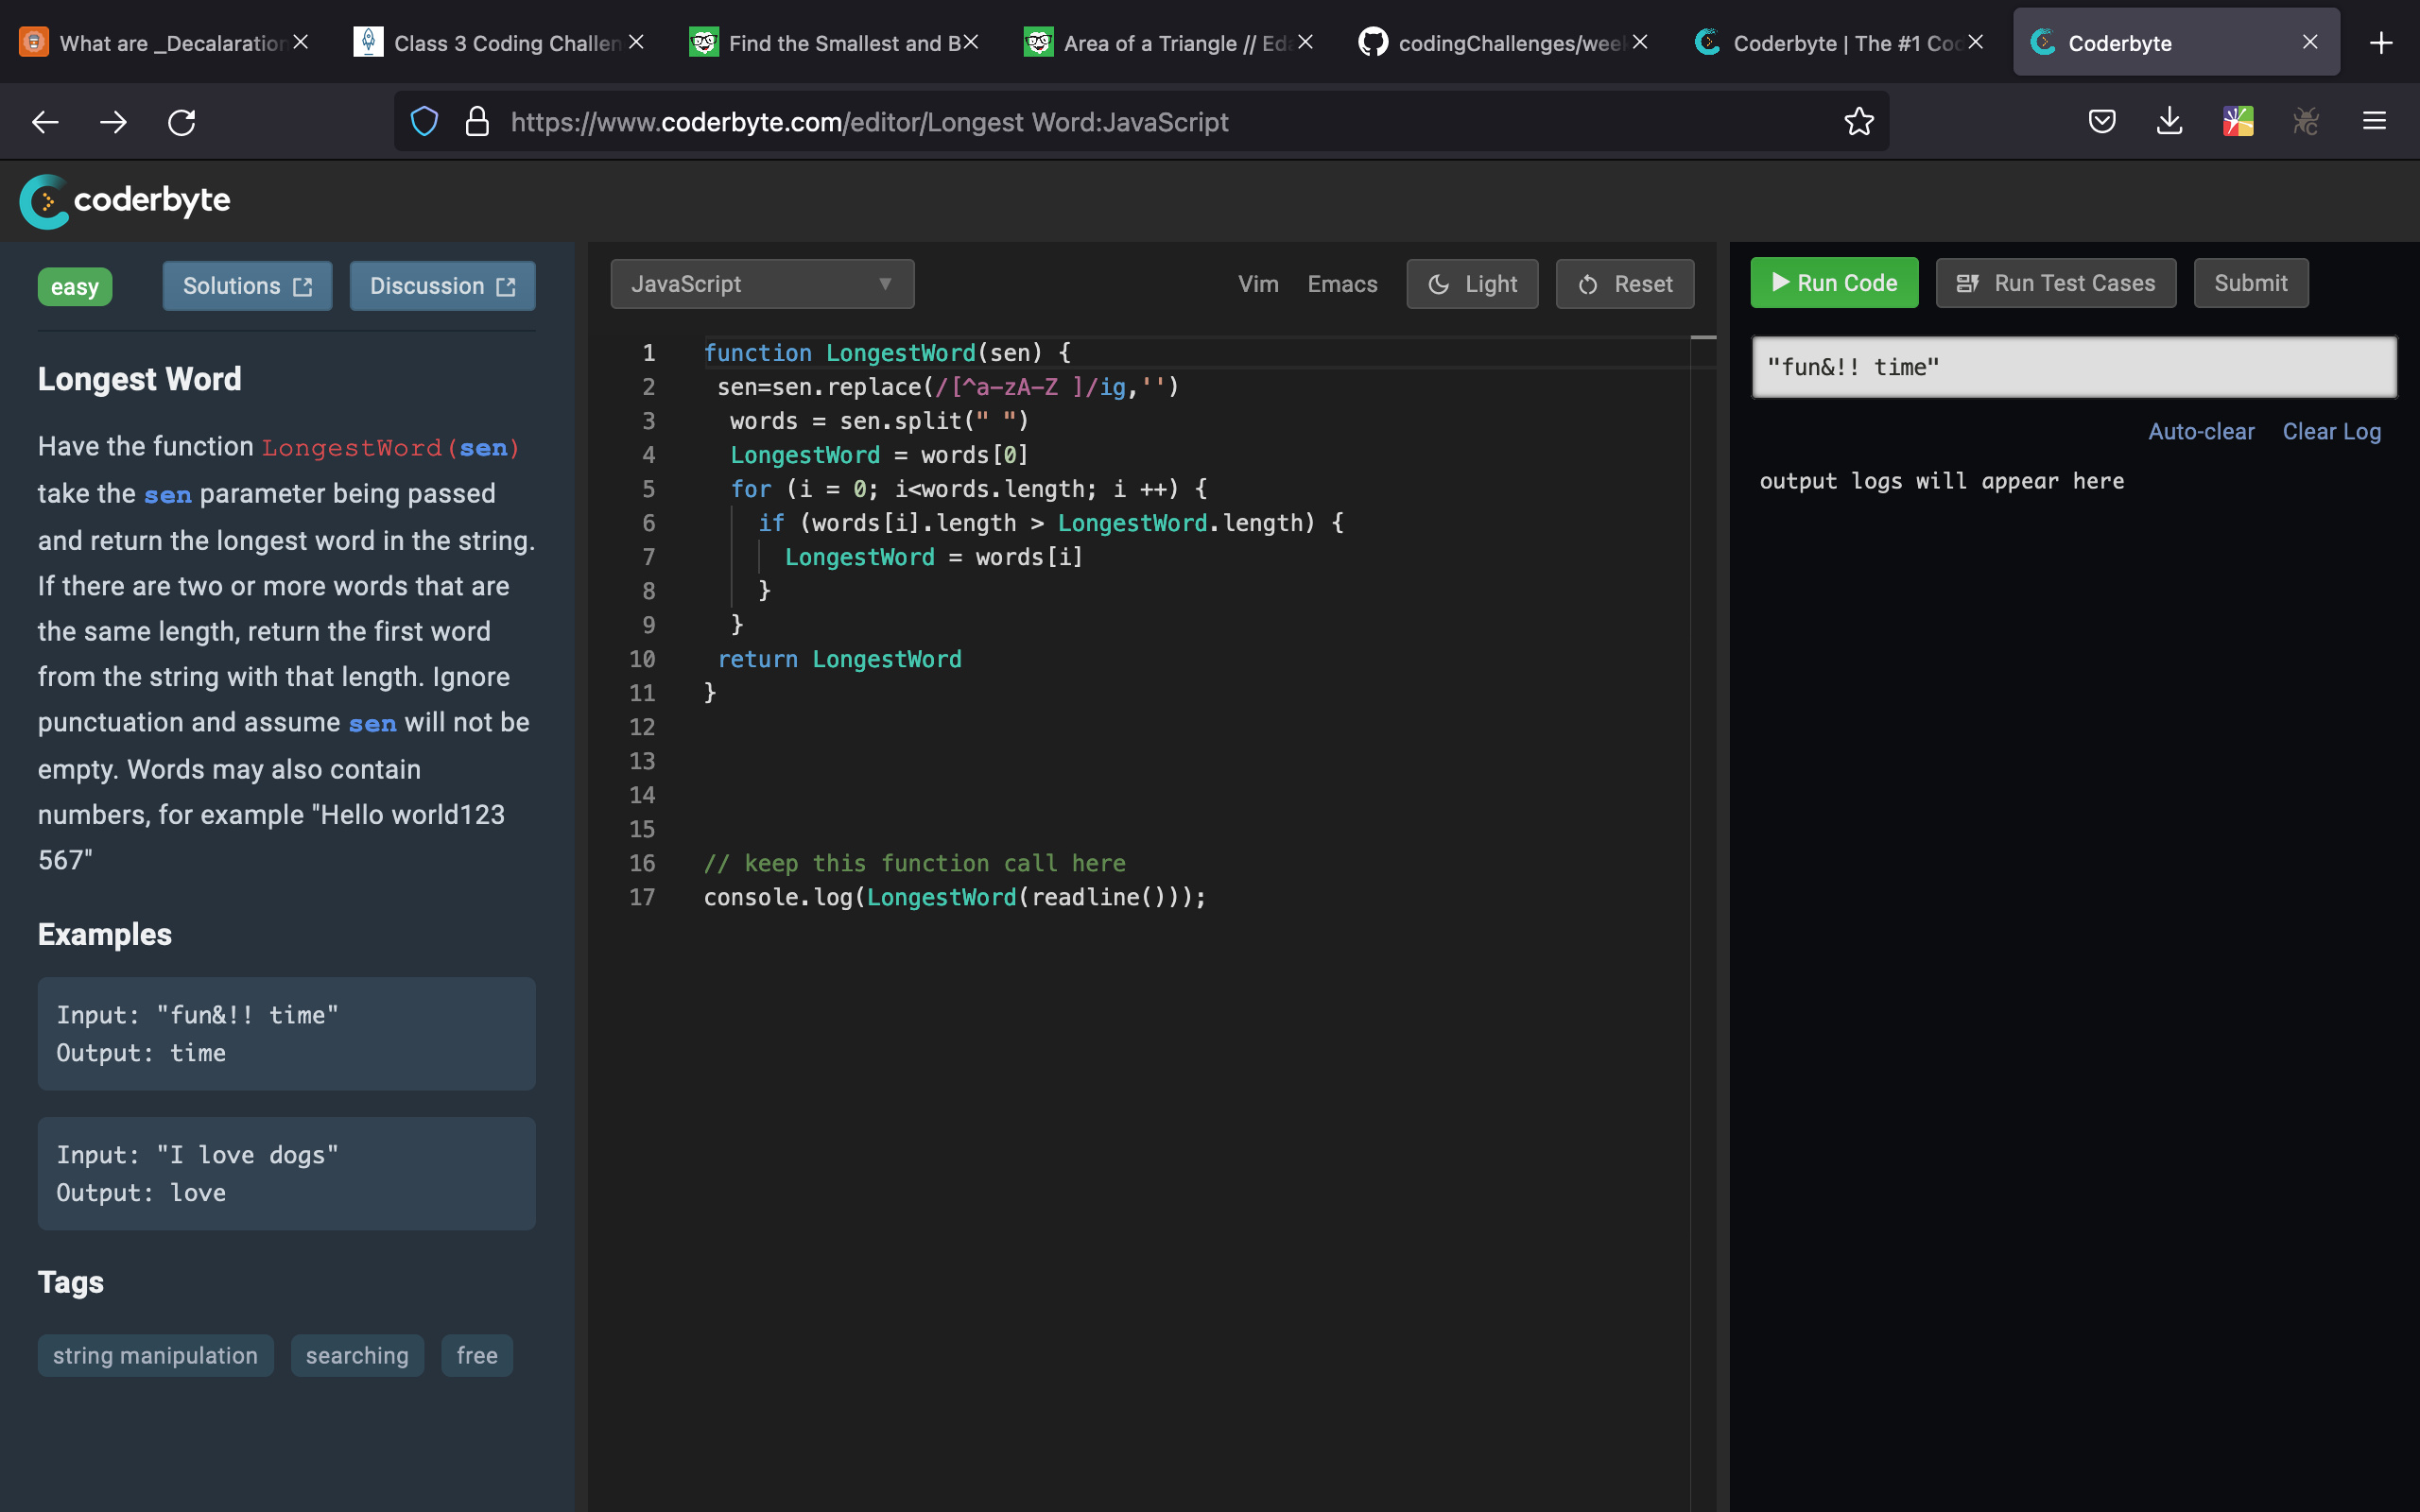 What are _Decalaration
Class 3 Coding Challen
Find the Smallest and B
Area of a Triangle // Eda
codingChallenges/wee
Coderbyte | The #1 Coo
Coderbyte
https://www.coderbyte.com/editor/Longest Word:JavaScript
coderbyte
easy
Solutions
Discussion
Longest Word
Have the function LongestWord(sen)
take the sen parameter being passed
and return the longest word in the string.
If there are two or more words that are
the same length, return the first word
from the string with that length. Ignore
punctuation and assume sen will not be
empty. Words may also contain
numbers, for example "Hello world123
567"
Examples
Input: "fun&!! time"
Output: time
Input: "I love dogs"
Output: love
Tags
string manipulation
searching
free
JavaScript
Vim
Emacs
Light
Reset
1 function LongestWord(sen) {
2 sen=sen.replace(/[^a-zA-Z ]/ig,'')
3 words = sen.split(" ")
4 LongestWord = words[0]
5 for (i = 0; i<words.length; i ++) {
6 if (words[i].length > LongestWord.length) {
7 LongestWord = words[i]
8 }
9 }
10 return LongestWord
11 }
12
13
14
15
16 // keep this function call here
17 console.log(LongestWord(readline()));
Run Code
Run Test Cases
Submit
"fun&!! time"
Auto-clear
Clear Log
output logs will appear here